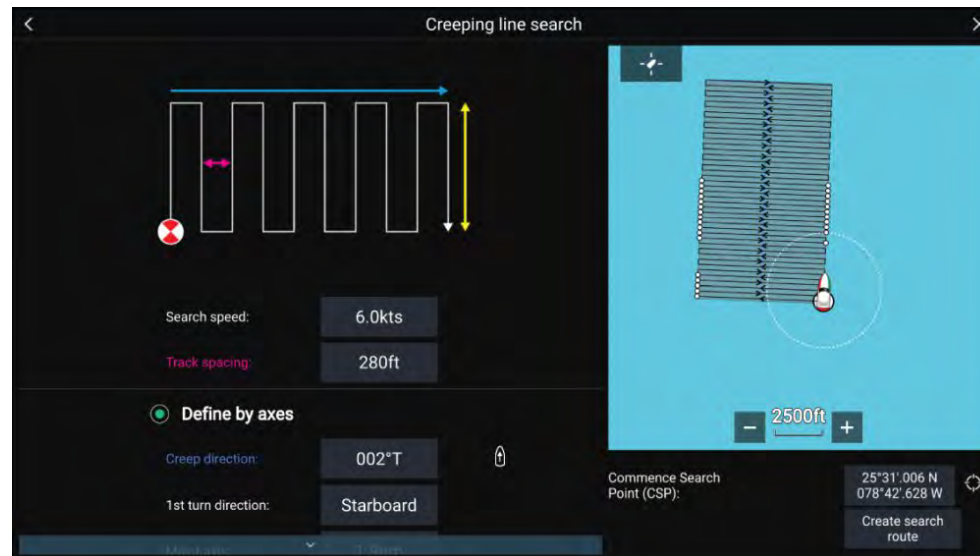 Creeping line search
Search speed:
6.0kts
Track spacing:
280ft
Define by axes
Creep direction:
002°T
1st turn direction:
Starboard
2500ft
Commence Search
Point (CSP):
25°31'.006 N
078°42'.628 W
Create search
route